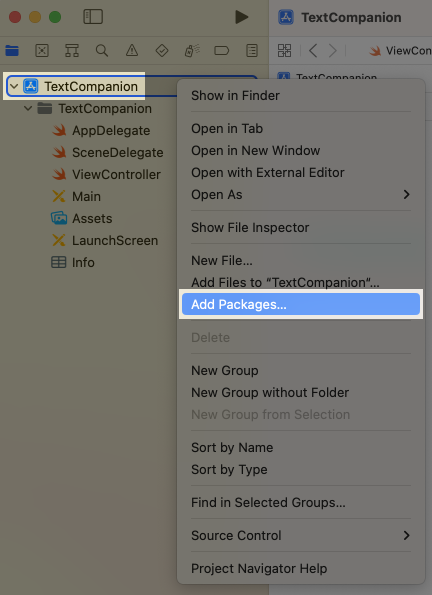 TextCompanion
ViewCon
TextCompanion
TextCompanion
TextCompanion
AppDelegate
SceneDelegate
ViewController
Main
Assets
LaunchScreen
Info
Show in Finder
Open in Tab
Open in New Window
Open with External Editor
Open As
Show File Inspector
New File...
Add Files to “TextCompanion”...
Add Packages...
Delete
New Group
New Group without Folder
New Group from Selection
Sort by Name
Sort by Type
Find in Selected Groups...
Source Control
Project Navigator Help